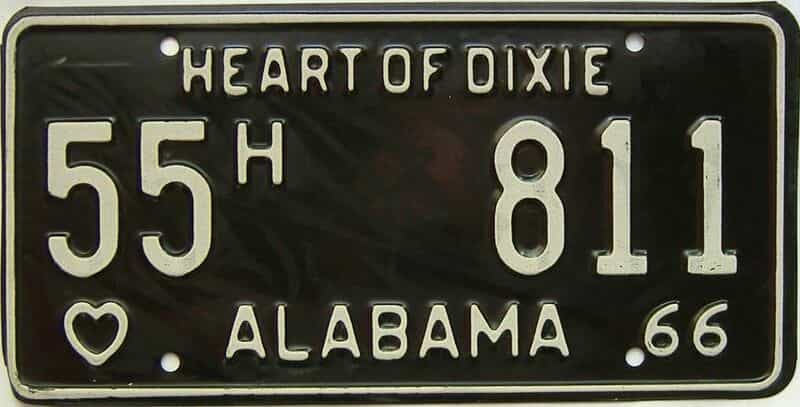 HEART OF DIXIE
55H 811
ALABAMA 66